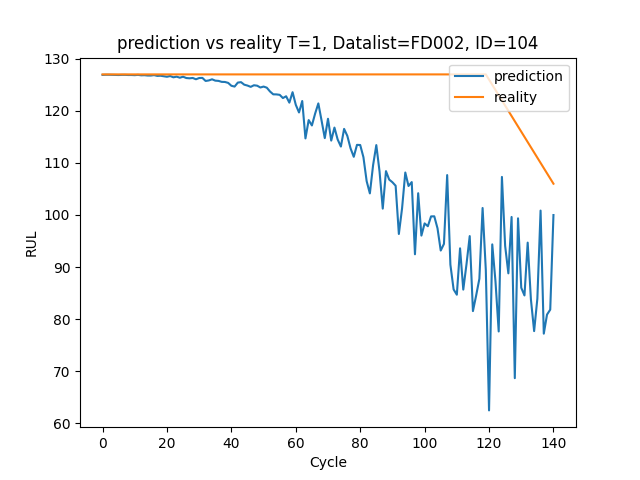 prediction vs reality T=1, Datalist=FD002, ID=104
130
120
110
100
90
80
70
60
RUL
prediction
reality
0 20 40 60 80 100 120 140
Cycle